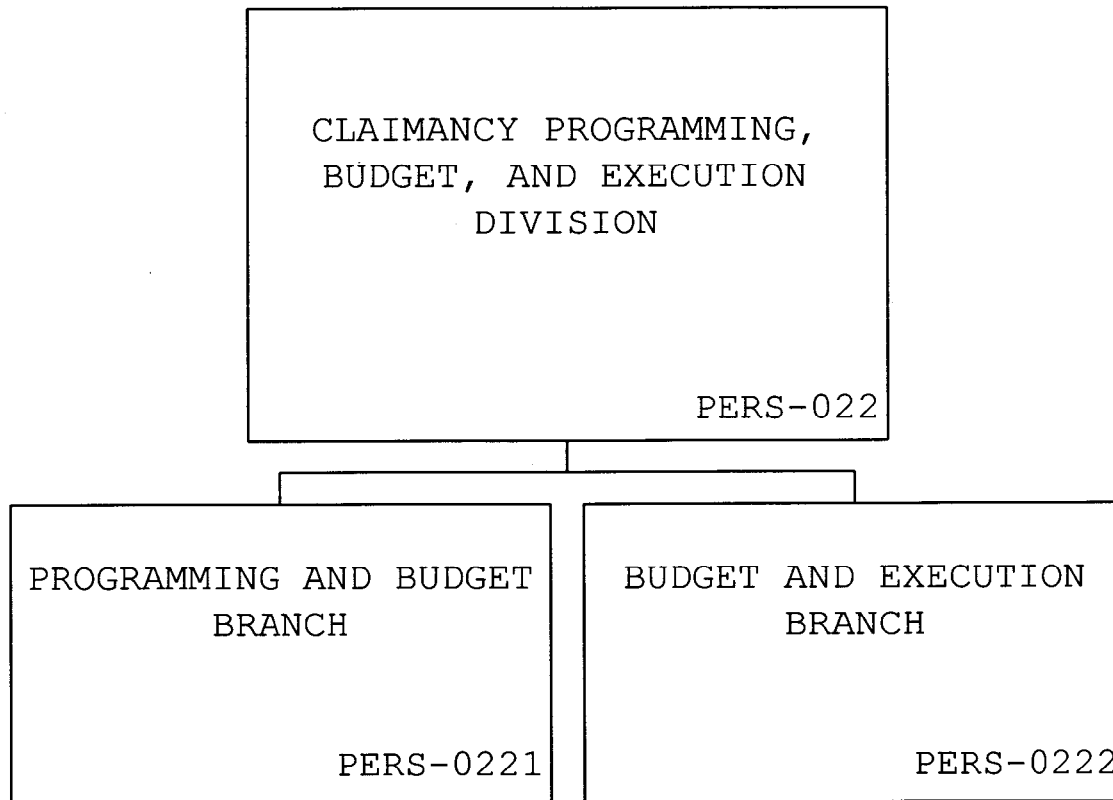 CLAIMANCY PROGRAMMING,
BUDGET, AND EXECUTION
DIVISION
PERS-022
PROGRAMMING AND BUDGET
BRANCH
PERS-0221
BUDGET AND EXECUTION
BRANCH
PERS-0222